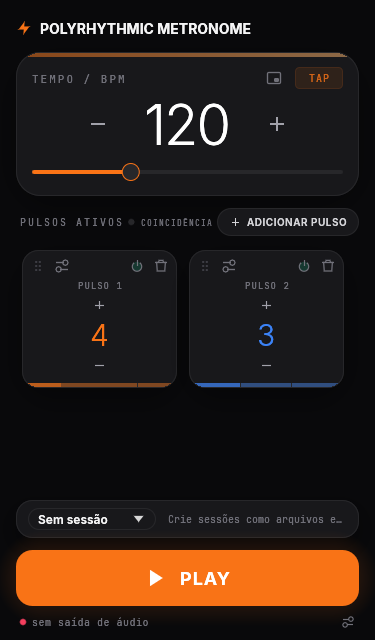 POLYRHYTHMIC METRONOME
TEMPO / BPM
TAP
− 120 +
PULSOS ATIVOS
COINCIDÊNCIA
+ ADICIONAR PULSO
PULSO 1
+
4
−
PULSO 2
+
3
−
Sem sessão
Crie sessões como arquivos e…
PLAY
sem saída de áudio